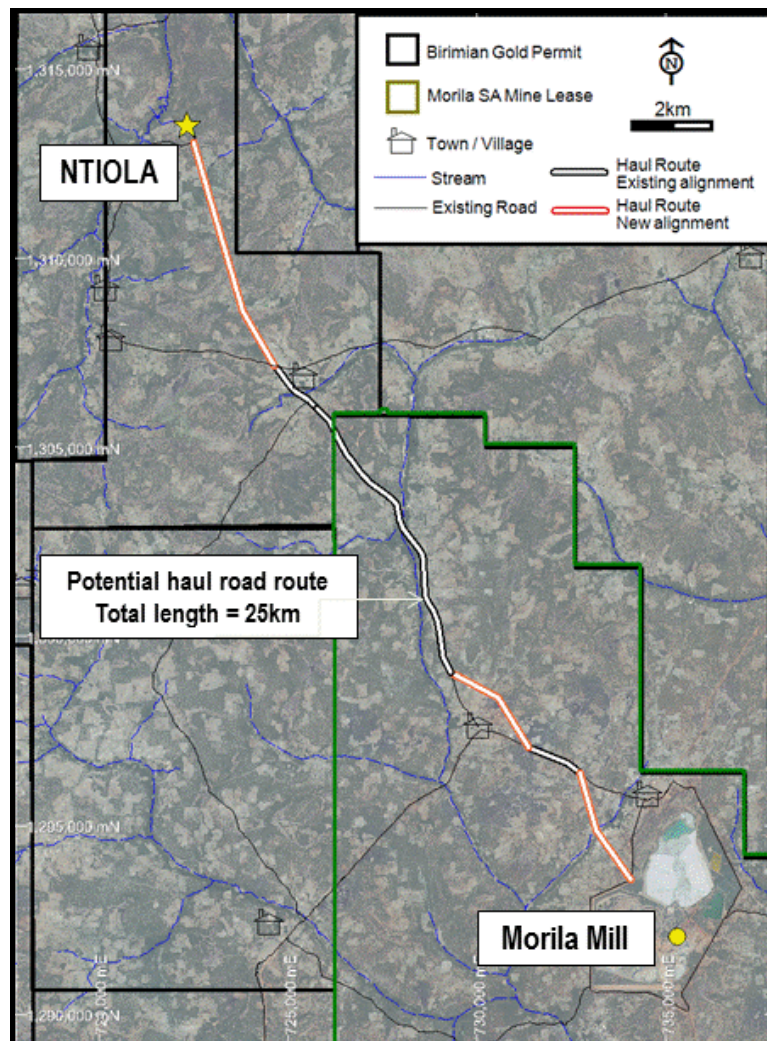 Birimian Gold Permit
Morila SA Mine Lease
Town / Village
Stream
Existing Road
N
2km
Haul Route
Existing alignment
Haul Route
New alignment
1,315,000 mN
NTIOLA
1,310,000 mN
1,305,000 mN
Potential haul road route
Total length = 25km
1,295,000 mN
Morila Mill
1,290,000 mN
725,000 mE
730,000 mE
735,000 mE